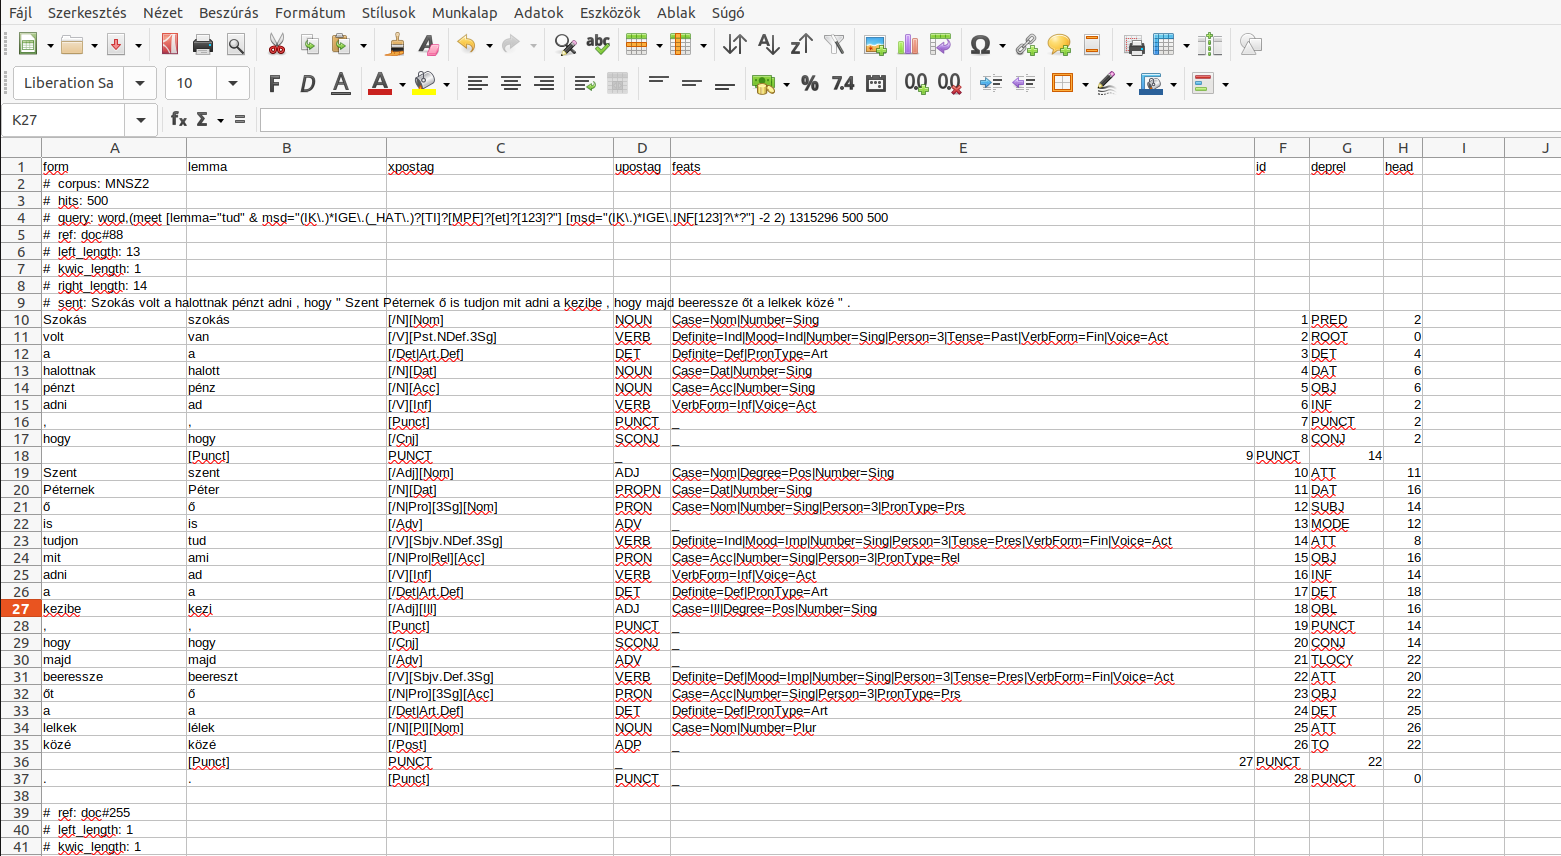 Fájl Szerkesztés Nézet Beszúrás Formátum Stílusok Munkalap Adatok Eszközök Ablak Súgó
Liberation Sa 10 F D A A % 7.4 0.0 0.0
K27 fx Σ =
A B C D E F G H I J
1 form lemma xpostag upostag feats id deprel head
2 # corpus: MNSZ2
3 # hits: 500
4 # query: word,(meet [lemma="tud" & msd="(IK\.)*IGE\.(_HAT\.)?[TI]?[MPF]?[et]?[123]?"] [msd="(IK\.)*IGE\.INF[123]?\*?"] -2 2) 1315296 500 500
5 # ref: doc#88
6 # left_length: 13
7 # kwic_length: 1
8 # right_length: 14
9 # sent: Szokás volt a halottnak pénzt adni , hogy " Szent Péternek ő is tudjon mit adni a kezibe , hogy majd beeressze őt a lelkek közé " .
10 Szokás szokás [/N][Nom] NOUN Case=Nom|Number=Sing 1 PRED 2
11 volt van [/V][Pst.NDef.3Sg] VERB Definite=Ind|Mood=Ind|Number=Sing|Person=3|Tense=Past|VerbForm=Fin|Voice=Act 2 ROOT 0
12 a a [/Det|Art.Def] DET Definite=Def|PronType=Art 3 DET 4
13 halottnak halott [/N][Dat] NOUN Case=Dat|Number=Sing 4 DAT 6
14 pénzt pénz [/N][Acc] NOUN Case=Acc|Number=Sing 5 OBJ 6
15 adni ad [/V][Inf] VERB VerbForm=Inf|Voice=Act 6 INF 2
16 , , [Punct] PUNCT _ 7 PUNCT 2
17 hogy hogy [/Cnj] SCONJ _ 8 CONJ 2
18 [Punct] PUNCT _ 9 PUNCT 14
19 Szent szent [/Adj][Nom] ADJ Case=Nom|Degree=Pos|Number=Sing 10 ATT 11
20 Péternek Péter [/N][Dat] PROPN Case=Dat|Number=Sing 11 DAT 16
21 ő ő [/N|Pro][3Sg][Nom] PRON Case=Nom|Number=Sing|Person=3|PronType=Prs 12 SUBJ 14
22 is is [/Adv] ADV _ 13 MODE 12
23 tudjon tud [/V][Sbjv.NDef.3Sg] VERB Definite=Ind|Mood=Imp|Number=Sing|Person=3|Tense=Pres|VerbForm=Fin|Voice=Act 14 ATT 8
24 mit ami [/N|Pro|Rel][Acc] PRON Case=Acc|Number=Sing|Person=3|PronType=Rel 15 OBJ 16
25 adni ad [/V][Inf] VERB VerbForm=Inf|Voice=Act 16 INF 14
26 a a [/Det|Art.Def] DET Definite=Def|PronType=Art 17 DET 18
27 kezibe kezi [/Adj][Ill] ADJ Case=Ill|Degree=Pos|Number=Sing 18 OBL 16
28 , , [Punct] PUNCT _ 19 PUNCT 14
29 hogy hogy [/Cnj] SCONJ _ 20 CONJ 14
30 majd majd [/Adv] ADV _ 21 TLOCY 22
31 beeressze beereszt [/V][Sbjv.Def.3Sg] VERB Definite=Def|Mood=Imp|Number=Sing|Person=3|Tense=Pres|VerbForm=Fin|Voice=Act 22 ATT 20
32 őt ő [/N|Pro][3Sg][Acc] PRON Case=Acc|Number=Sing|Person=3|PronType=Prs 23 OBJ 22
33 a a [/Det|Art.Def] DET Definite=Def|PronType=Art 24 DET 25
34 lelkek lélek [/N][Pl][Nom] NOUN Case=Nom|Number=Plur 25 ATT 26
35 közé közé [/Post] ADP _ 26 TO 22
36 [Punct] PUNCT _ 27 PUNCT 22
37 . . [Punct] PUNCT _ 28 PUNCT 0
38
39 # ref: doc#255
40 # left_length: 1
41 # kwic_length: 1